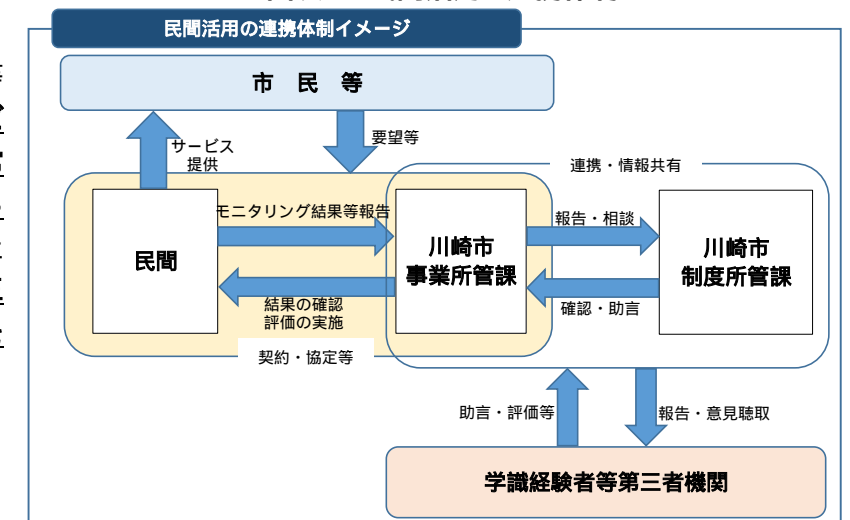 民間活用の連携体制イメージ
市 民 等
サービス
提供
要望等
連携・情報共有
モニタリング結果等報告
報告・相談
民間
川崎市
事業所管課
川崎市
制度所管課
結果の確認
評価の実施
確認・助言
契約・協定等
助言・評価等
報告・意見聴取
学識経験者等第三者機関